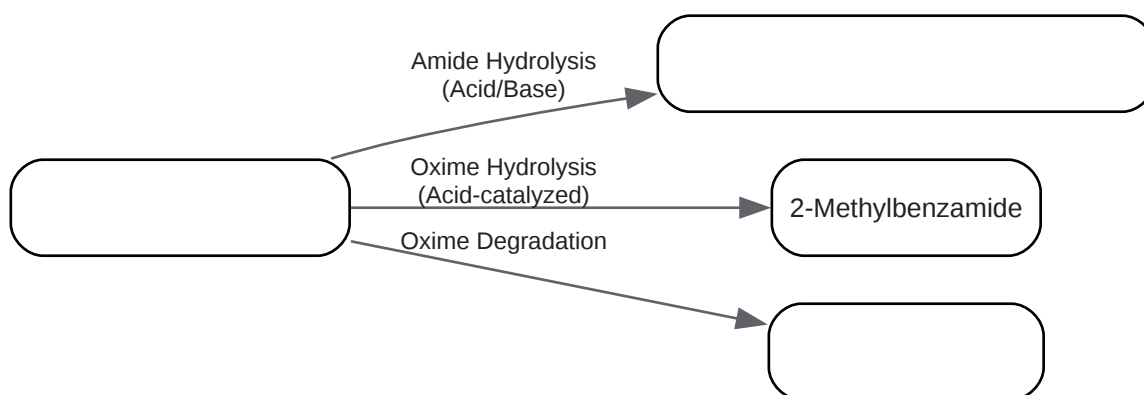 Amide Hydrolysis
(Acid/Base)
Oxime Hydrolysis
(Acid-catalyzed)
2-Methylbenzamide
Oxime Degradation